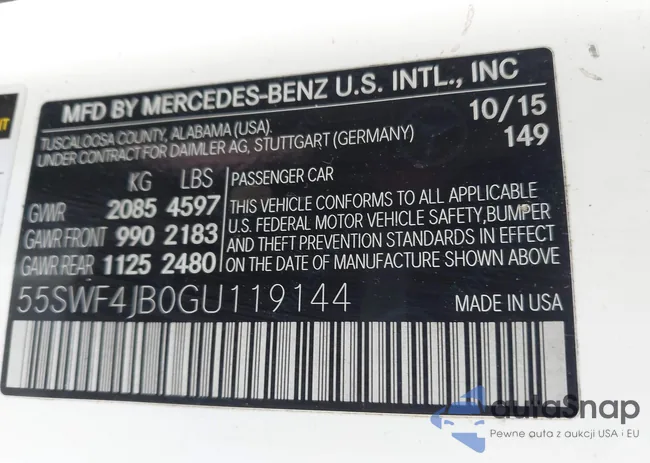 MFD BY MERCEDES-BENZ U.S. INTL., INC
TUSCALOOSA COUNTY, ALABAMA (USA). 10/15
UNDER CONTRACT FOR DAIMLER AG, STUTTGART (GERMANY) 149
KG LBS
GVWR 2085 4597
GAWR FRONT 990 2183
GAWR REAR 1125 2480
PASSENGER CAR
THIS VEHICLE CONFORMS TO ALL APPLICABLE
U.S. FEDERAL MOTOR VEHICLE SAFETY,BUMPER
AND THEFT PREVENTION STANDARDS IN EFFECT
ON THE DATE OF MANUFACTURE SHOWN ABOVE.
55SWF4JB0GU119144
MADE IN USA
autaSnap
Pewne auta z aukcji USA i EU